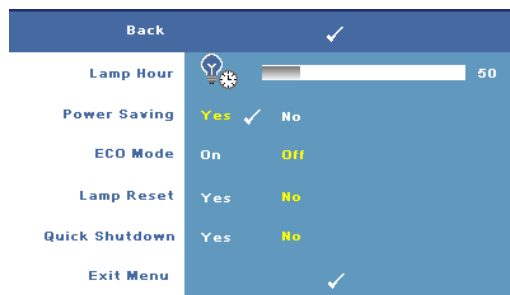 Back
Lamp Hour 50
Power Saving Yes No
ECO Mode On Off
Lamp Reset Yes No
Quick Shutdown Yes No
Exit Menu